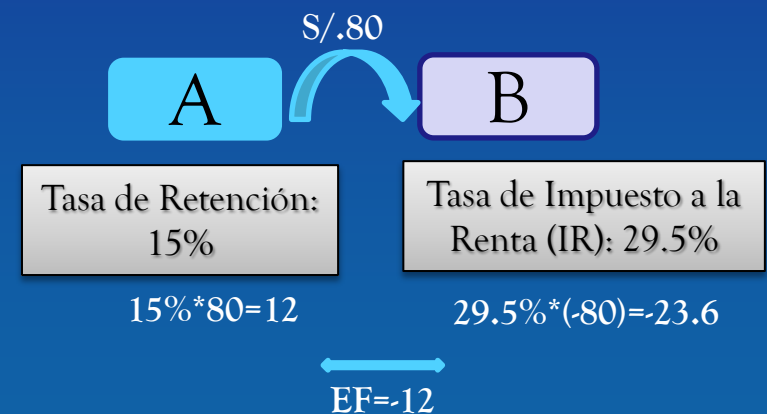 S/.80
A
B
Tasa de Retención:
15%
Tasa de Impuesto a la
Renta (IR): 29.5%
15%*80=12
29.5%*(-80)=-23.6
EF=-12